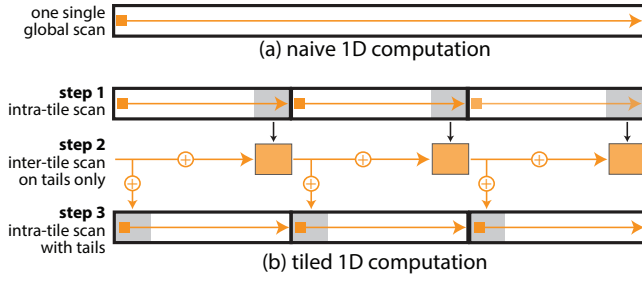 one single
global scan
(a) naive 1D computation
step 1
intra-tile scan
step 2
inter-tile scan
on tails only
step 3
intra-tile scan
with tails
(b) tiled 1D computation